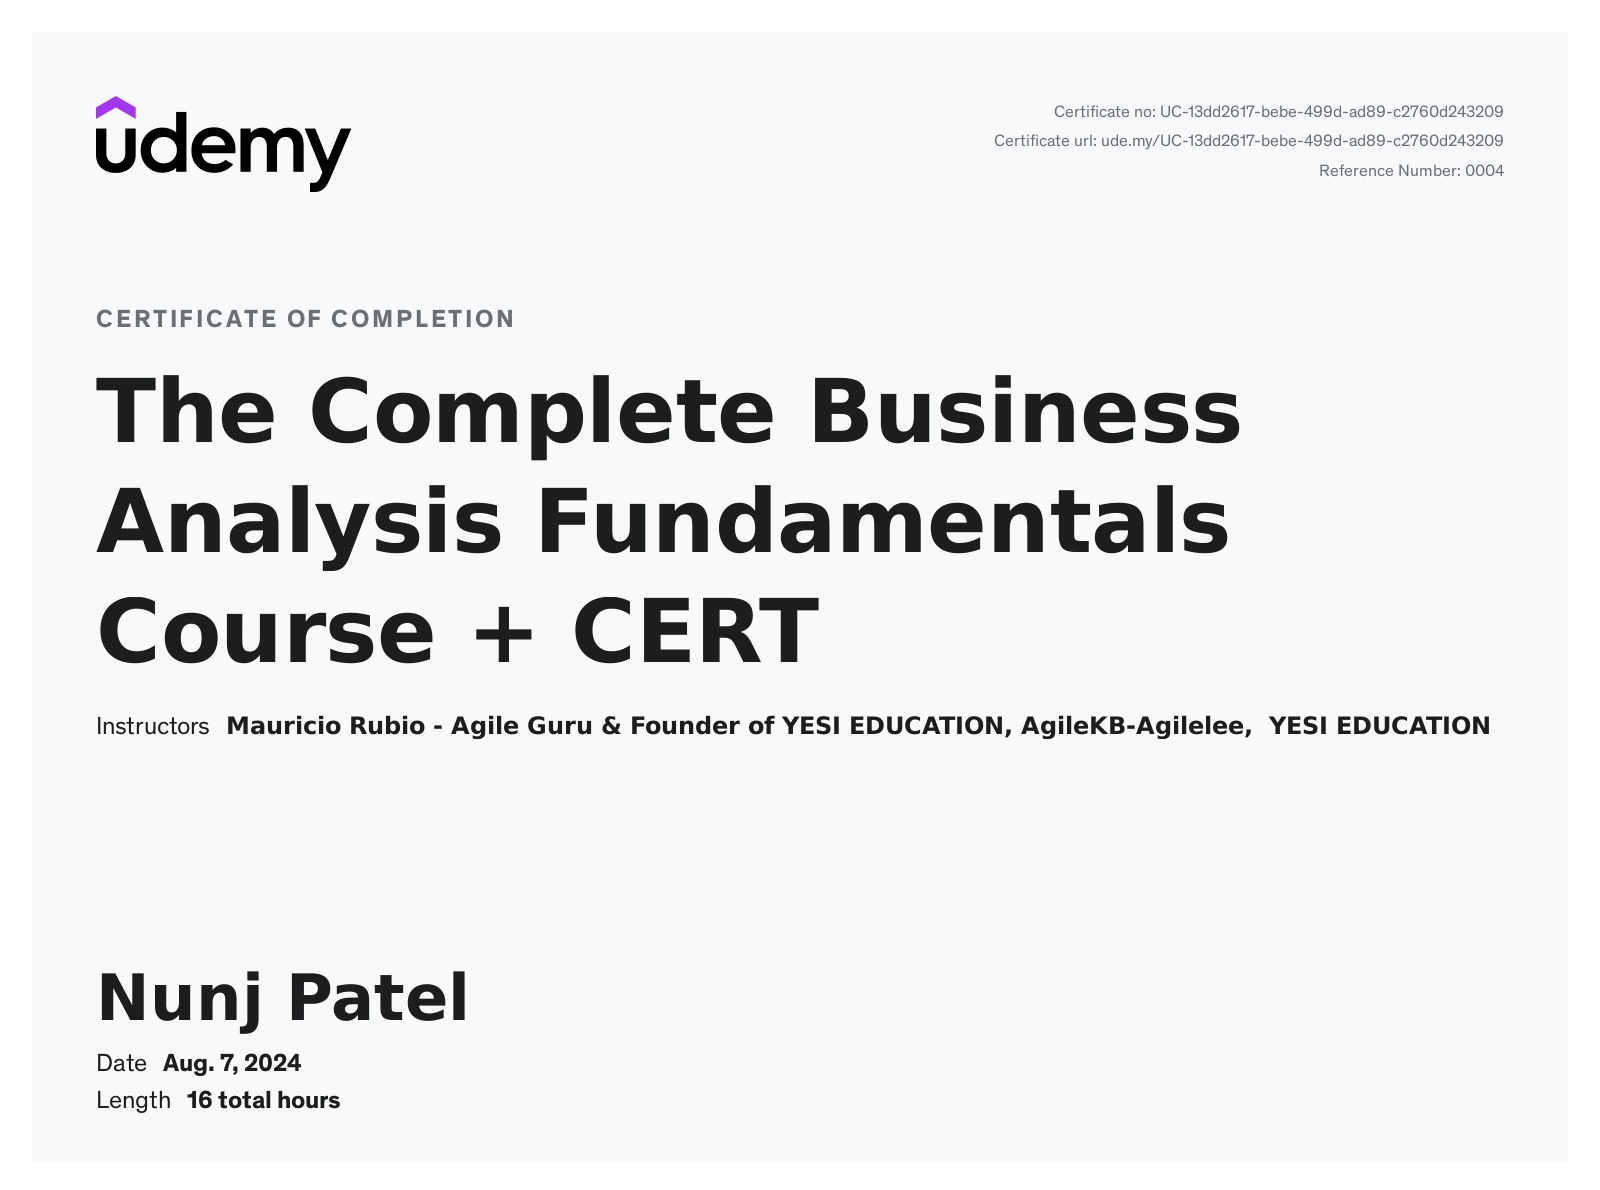 udemy
Certificate no: UC-13dd2617-bebe-499d-ad89-c2760d243209
Certificate url: ude.my/UC-13dd2617-bebe-499d-ad89-c2760d243209
Reference Number: 0004
CERTIFICATE OF COMPLETION
The Complete Business
Analysis Fundamentals
Course + CERT
Instructors Mauricio Rubio - Agile Guru & Founder of YESI EDUCATION, AgileKB-Agilelee, YESI EDUCATION
Nunj Patel
Date Aug. 7, 2024
Length 16 total hours